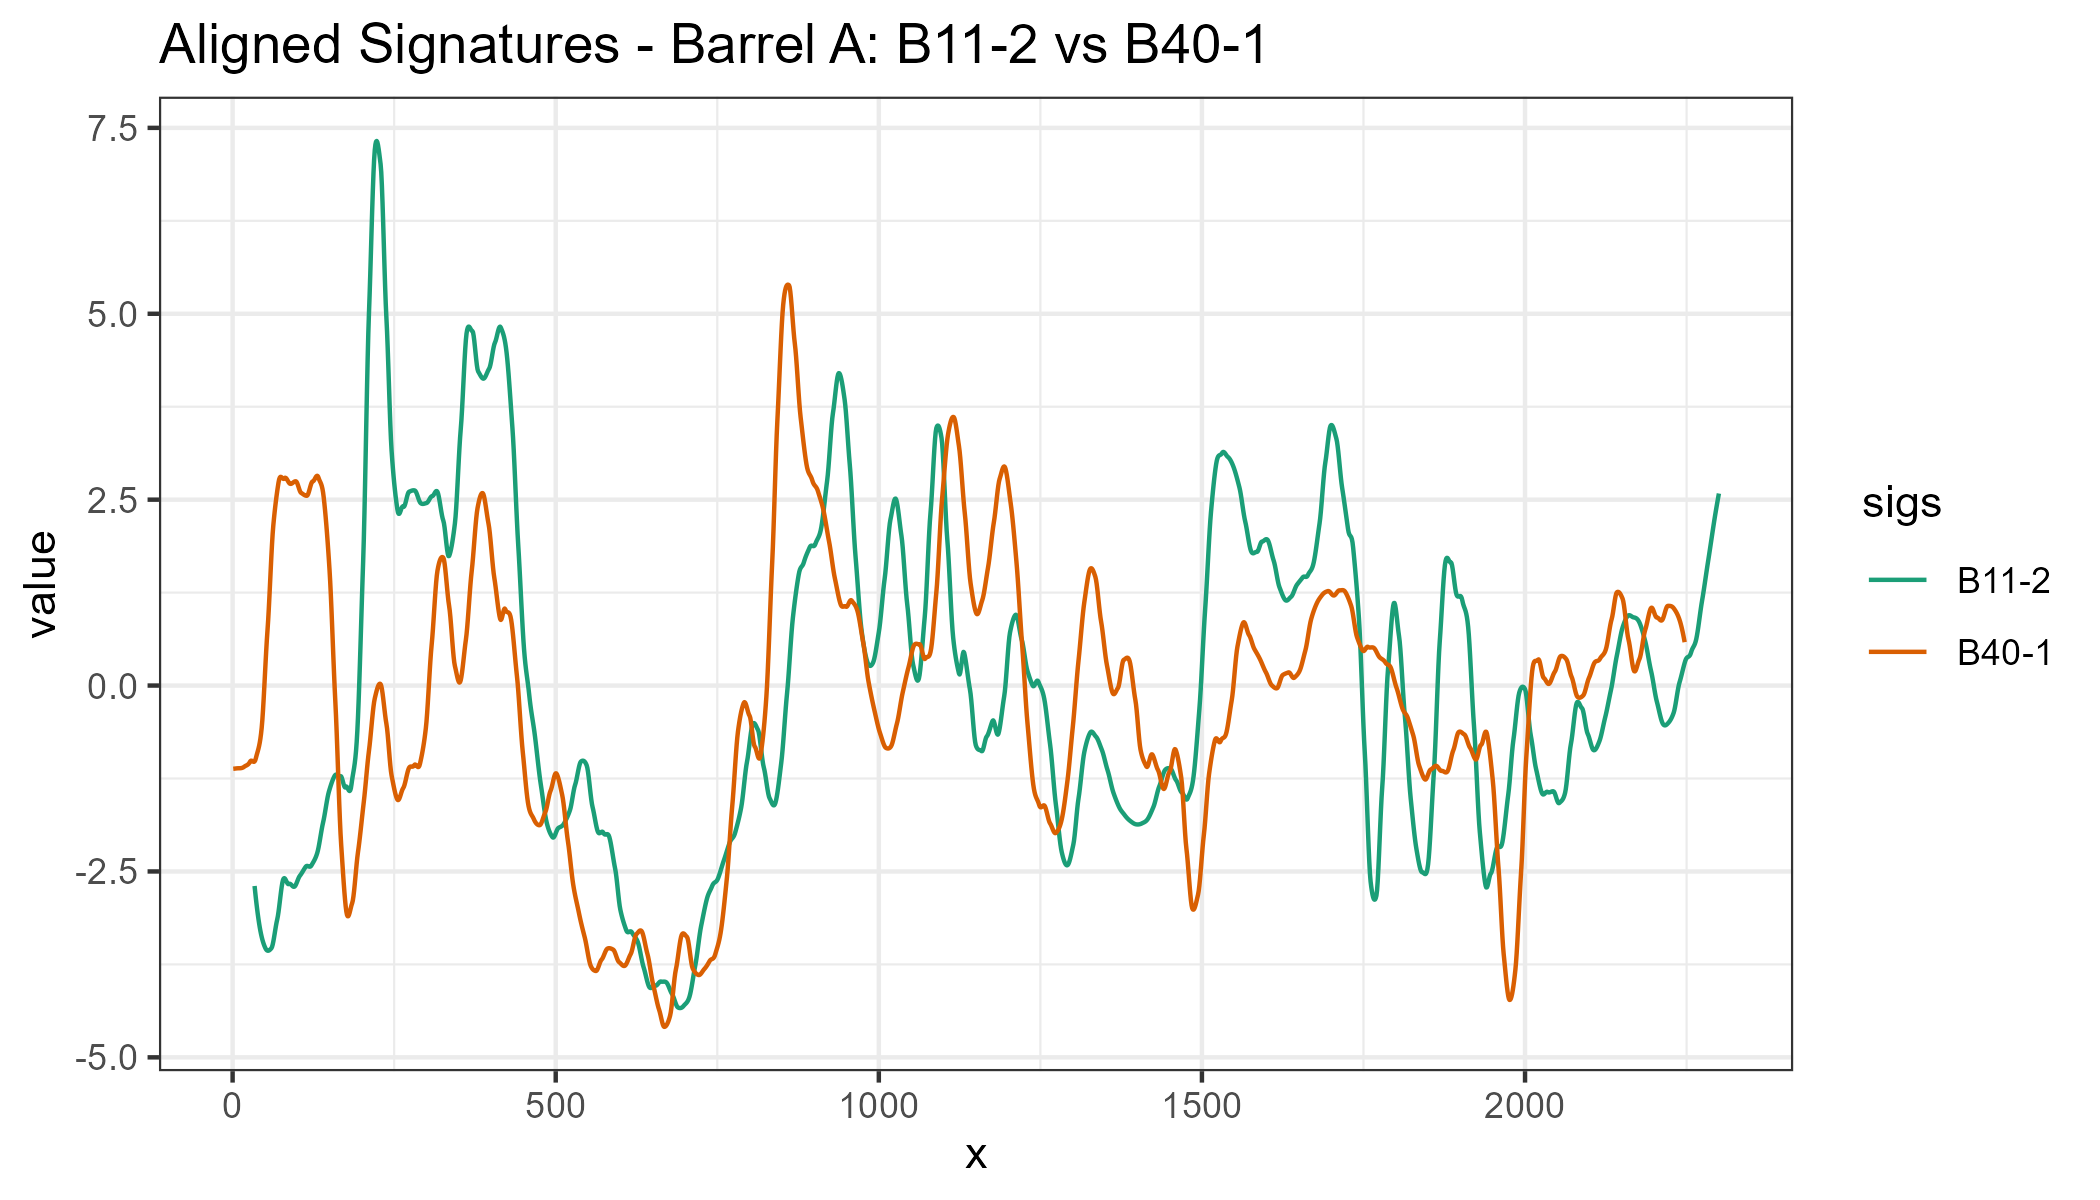 Aligned Signatures - Barrel A: B11-2 vs B40-1
7.5
5.0
2.5
0.0
-2.5
-5.0
value
0 500 1000 1500 2000
x
sigs
B11-2
B40-1